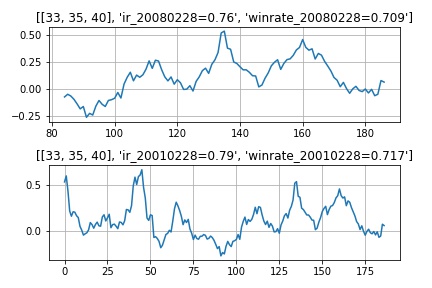 [[33, 35, 40], 'ir_20080228=0.76', 'winrate_20080228=0.709']
0.50
0.25
0.00
−0.25
80 100 120 140 160 180
[[33, 35, 40], 'ir_20010228=0.79', 'winrate_20010228=0.717']
0.5
0.0
0 25 50 75 100 125 150 175